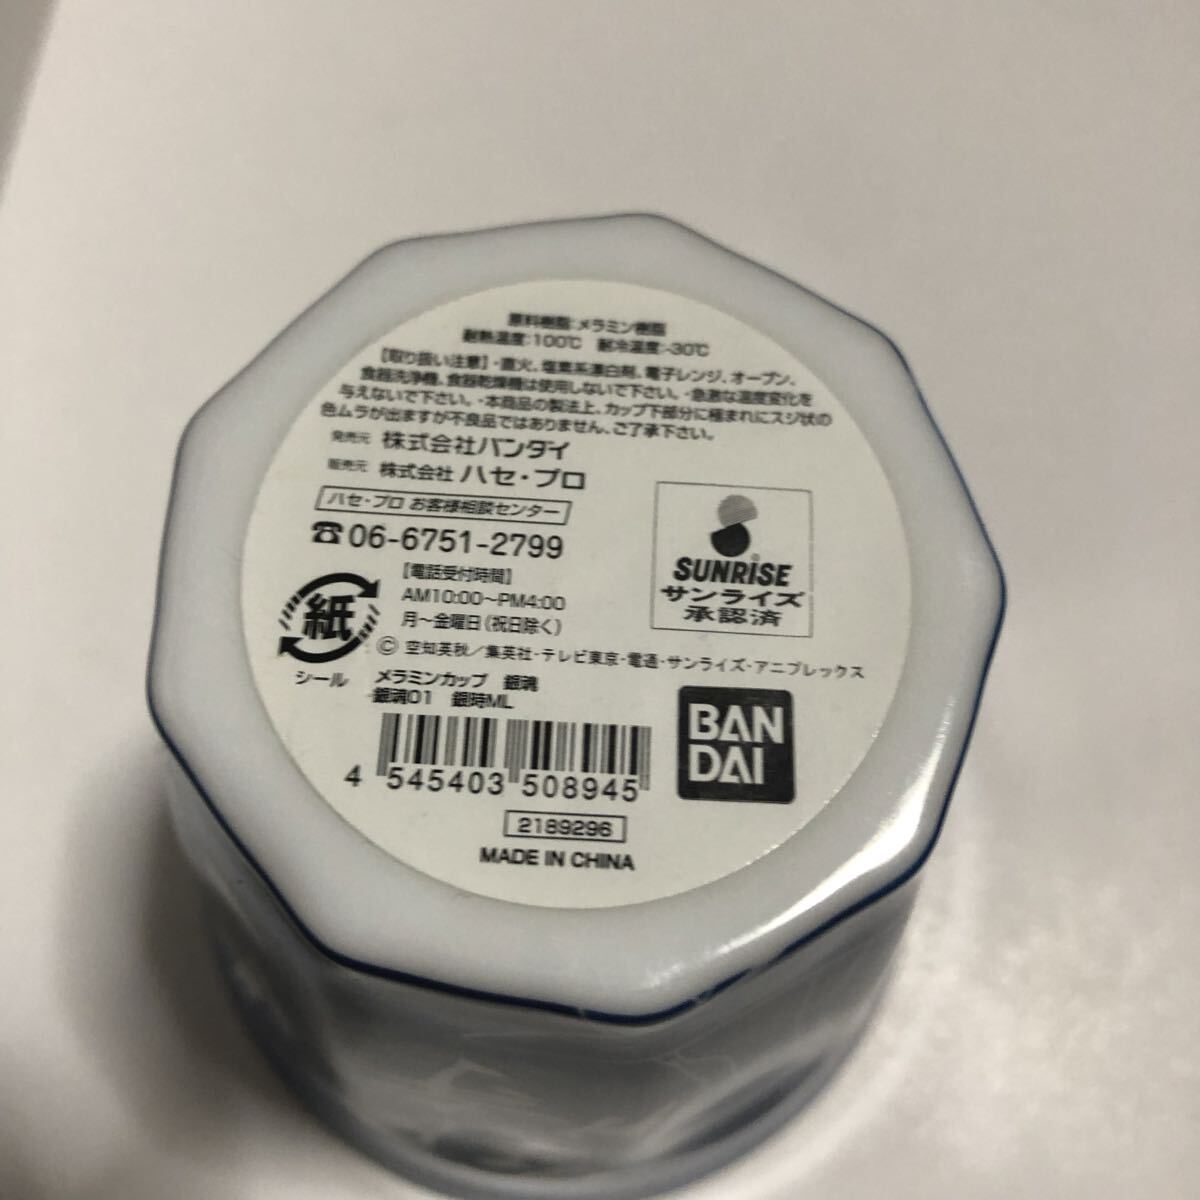 原料樹脂:メラミン樹脂
耐熱温度:100℃ 耐冷温度:-30℃
【取り扱い注意】・直火、塩素系漂白剤、電子レンジ、オーブン、
食器洗浄機、食器乾燥機は使用しないで下さい。・急激な温度変化を
与えないで下さい。・本商品の製法上、カップ下部分に極まれにスジ状の
色ムラが出ますが不良品ではありません、ご了承下さい。
発売元 株式会社バンダイ
販売元 株式会社 ハセ・プロ
ハセ・プロ お客様相談センター
☎06-6751-2799
【電話受付時間】
AM10:00～PM4:00
月～金曜日(祝日除く)
紙
シール
SUNRISE
サンライズ
承認済
© 空知英秋/集英社・テレビ東京・電通・サンライズ・アニプレックス
メラミンカップ 銀魂
銀魂01 銀時ML
BAN
DAI
4 545403 508945
2189296
MADE IN CHINA